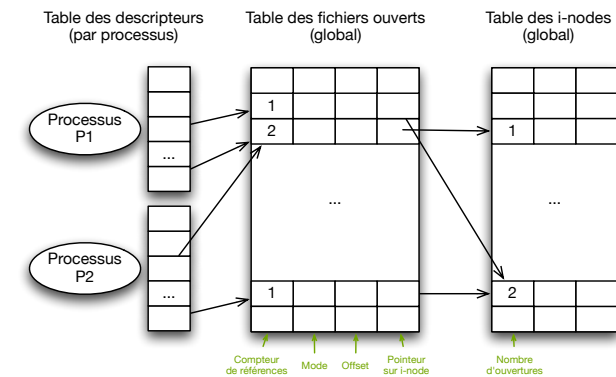 Table des descripteurs
(par processus)
Table des fichiers ouverts
(global)
Table des i-nodes
(global)
Processus
P1
...
1
2
1
...
...
Processus
P2
...
1
2
Compteur
de références
Mode
Offset
Pointeur
sur i-node
Nombre
d'ouvertures